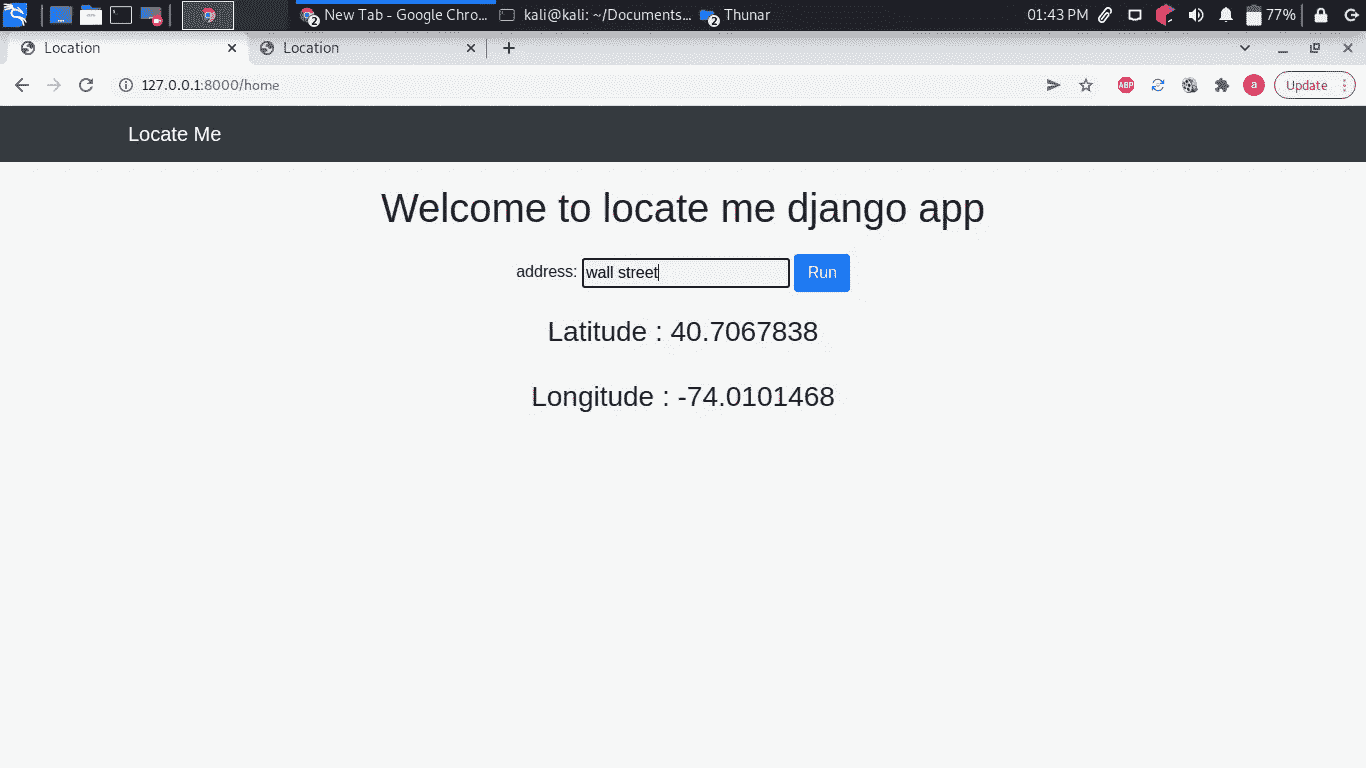 2 New Tab - Google Chro... kali@kali: ~/Documents... 2 Thunar 01:43 PM 77%
Location Location
127.0.0.1:8000/home ABP a Update
Locate Me
Welcome to locate me django app
address: wall street Run
Latitude : 40.7067838
Longitude : -74.0101468